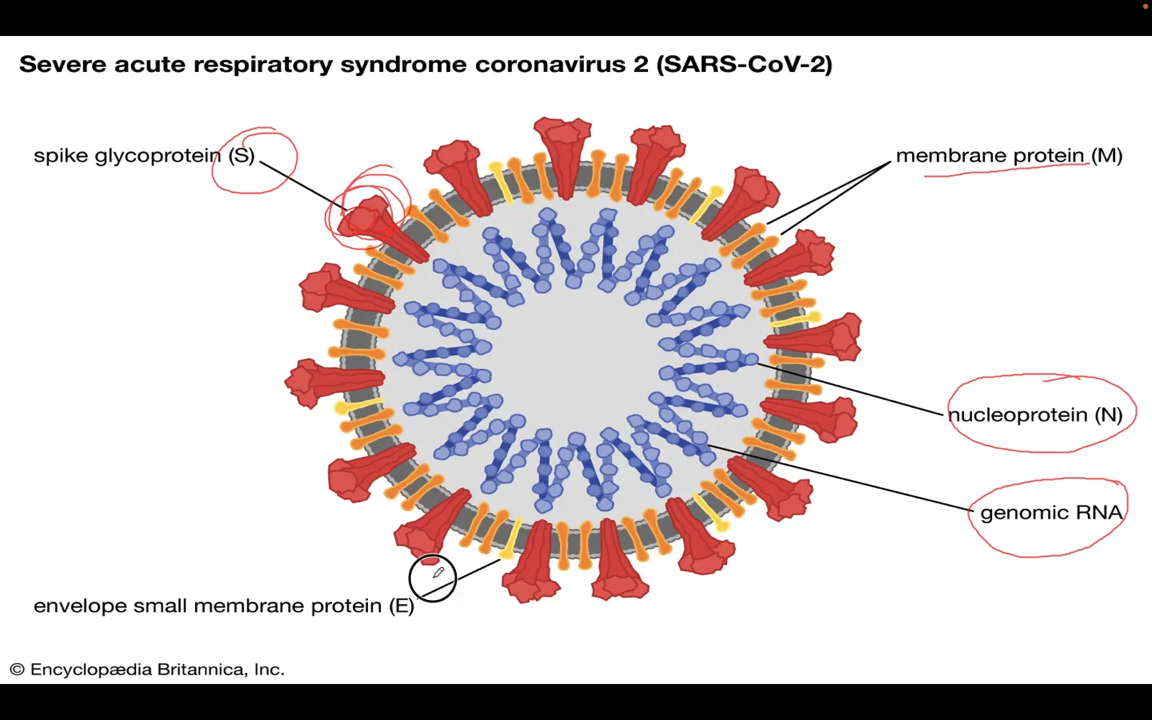 Severe acute respiratory syndrome coronavirus 2 (SARS-CoV-2)
spike glycoprotein (S)
membrane protein (M)
nucleoprotein (N)
genomic RNA
envelope small membrane protein (E)
© Encyclopædia Britannica, Inc.